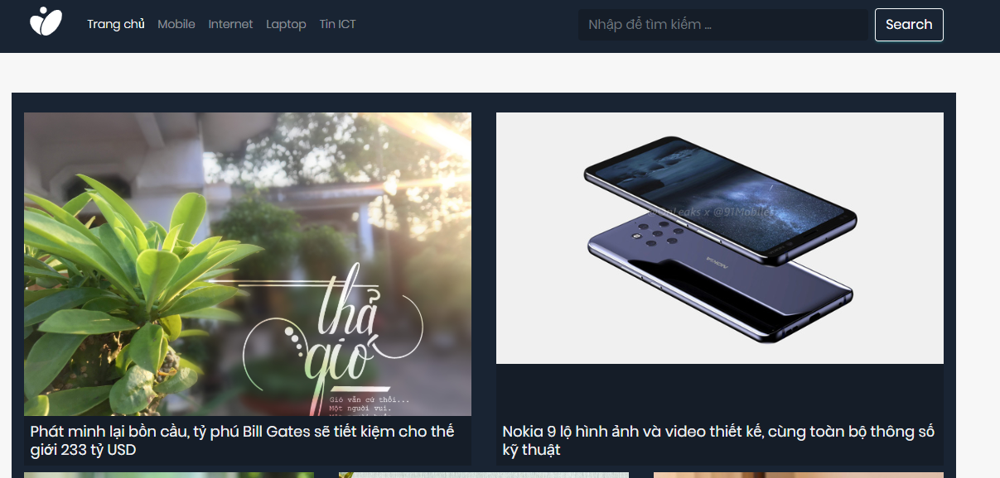 Trang chủ Mobile Internet Laptop Tin ICT Nhập để tìm kiếm ... Search
thả
gió
Gió vẫn cứ thổi...
Một người vui.
@91Mobiles
NOKIA
Phát minh lại bồn cầu, tỷ phú Bill Gates sẽ tiết kiệm cho thế
giới 233 tỷ USD
Nokia 9 lộ hình ảnh và video thiết kế, cùng toàn bộ thông số
kỹ thuật